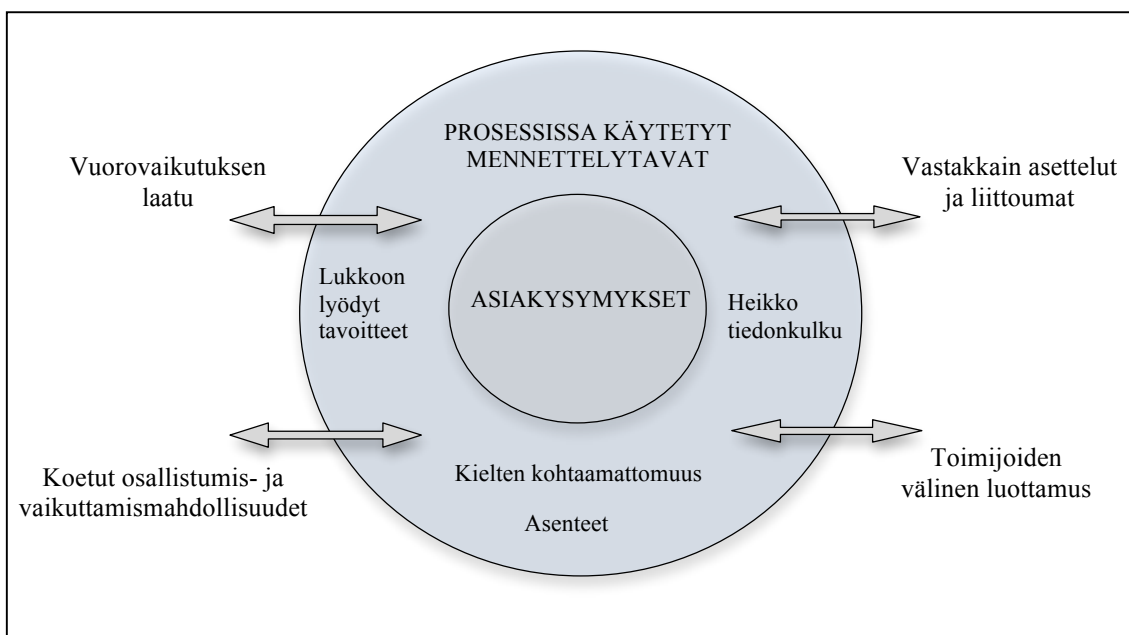 PROSESSISSA KÄYTETYT
MENNETTELYTAVAT
Vuorovaikutuksen
laatu
Vastakkain asettelut
ja liittoumat
Lukkoon
lyödyt
tavoitteet
ASIAKYSYMYKSET
Heikko
tiedonkulku
Koetut osallistumis- ja
vaikuttamismahdollisuudet
Kielten kohtaamattomuus
Asenteet
Toimijoiden
välinen luottamus